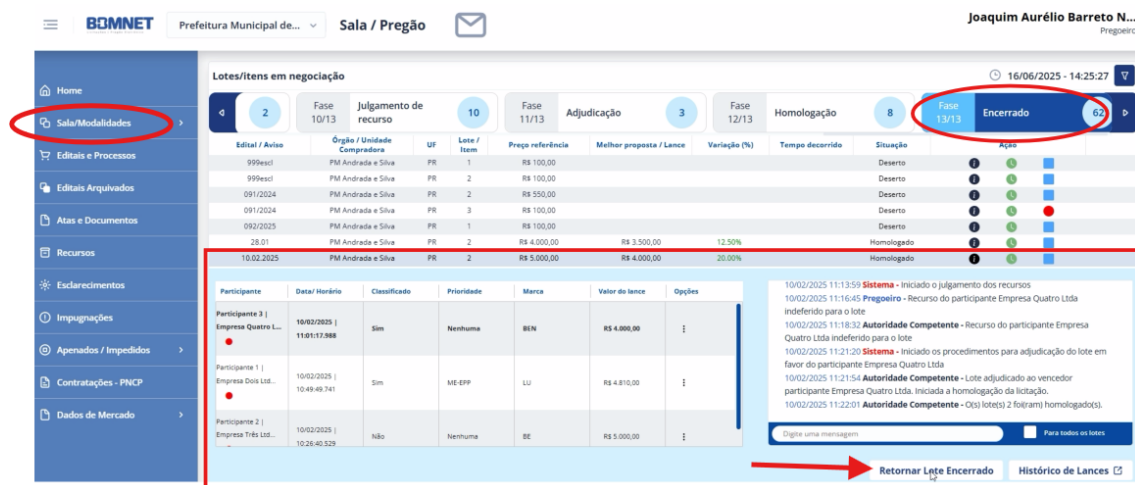 BBMNET
Prefeitura Municipal de...
Sala / Pregão
Joaquim Aurélio Barreto N...
Pregoeiro
Home
Sala/Modalidades
Editais e Processos
Editais Arquivados
Atas e Documentos
Recursos
Esclarecimentos
Impugnações
Apenados / Impedidos
Contratações - PNCP
Dados de Mercado
Lotes/itens em negociação
16/06/2025 - 14:25:27
2
Fase 10/13 Julgamento de recurso 10
Fase 11/13 Adjudicação 3
Fase 12/13 Homologação 8
Fase 13/13 Encerrado 62
Edital / Aviso Órgão / Unidade Compradora UF Lote / Item Preço referência Melhor proposta / Lance Variação (%) Tempo decorrido Situação Ação
999escl PM Andrada e Silva PR 1 R$ 100,00 Deserto
999escl PM Andrada e Silva PR 2 R$ 100,00 Deserto
091/2024 PM Andrada e Silva PR 2 R$ 550,00 Deserto
091/2024 PM Andrada e Silva PR 3 R$ 100,00 Deserto
092/2025 PM Andrada e Silva PR 1 R$ 100,00 Deserto
28.01 PM Andrada e Silva PR 2 R$ 4.000,00 R$ 3.500,00 12.50% Homologado
10.02.2025 PM Andrada e Silva PR 2 R$ 5.000,00 R$ 4.000,00 20.00% Homologado
Participante Data/ Horário Classificado Prioridade Marca Valor do lance Opções
Participante 3 |
Empresa Quatro L...
10/02/2025 |
11:01:17.988
Sim Nenhuma BEN R$ 4.000,00
Participante 1 |
Empresa Dois Ltd...
10/02/2025 |
10:49:49.741
Sim ME-EPP LU R$ 4.810,00
Participante 2 |
Empresa Três Ltd...
10/02/2025 |
10:26:40.529
Não Nenhuma BE R$ 5.000,00
10/02/2025 11:13:59 Sistema - Iniciado o julgamento dos recursos
10/02/2025 11:16:45 Pregoeiro - Recurso do participante Empresa Quatro Ltda
indeferido para o lote
10/02/2025 11:18:32 Autoridade Competente - Recurso do participante Empresa
Quatro Ltda indeferido para o lote
10/02/2025 11:21:20 Sistema - Iniciado os procedimentos para adjudicação do lote em
favor do participante Empresa Quatro Ltda
10/02/2025 11:21:54 Autoridade Competente - Lote adjudicado ao vencedor
participante Empresa Quatro Ltda. Iniciada a homologação da licitação.
10/02/2025 11:22:01 Autoridade Competente - O(s) lote(s) 2 foi(ram) homologado(s).
Digite uma mensagem
Para todos os lotes
Retornar Lote Encerrado
Histórico de Lances